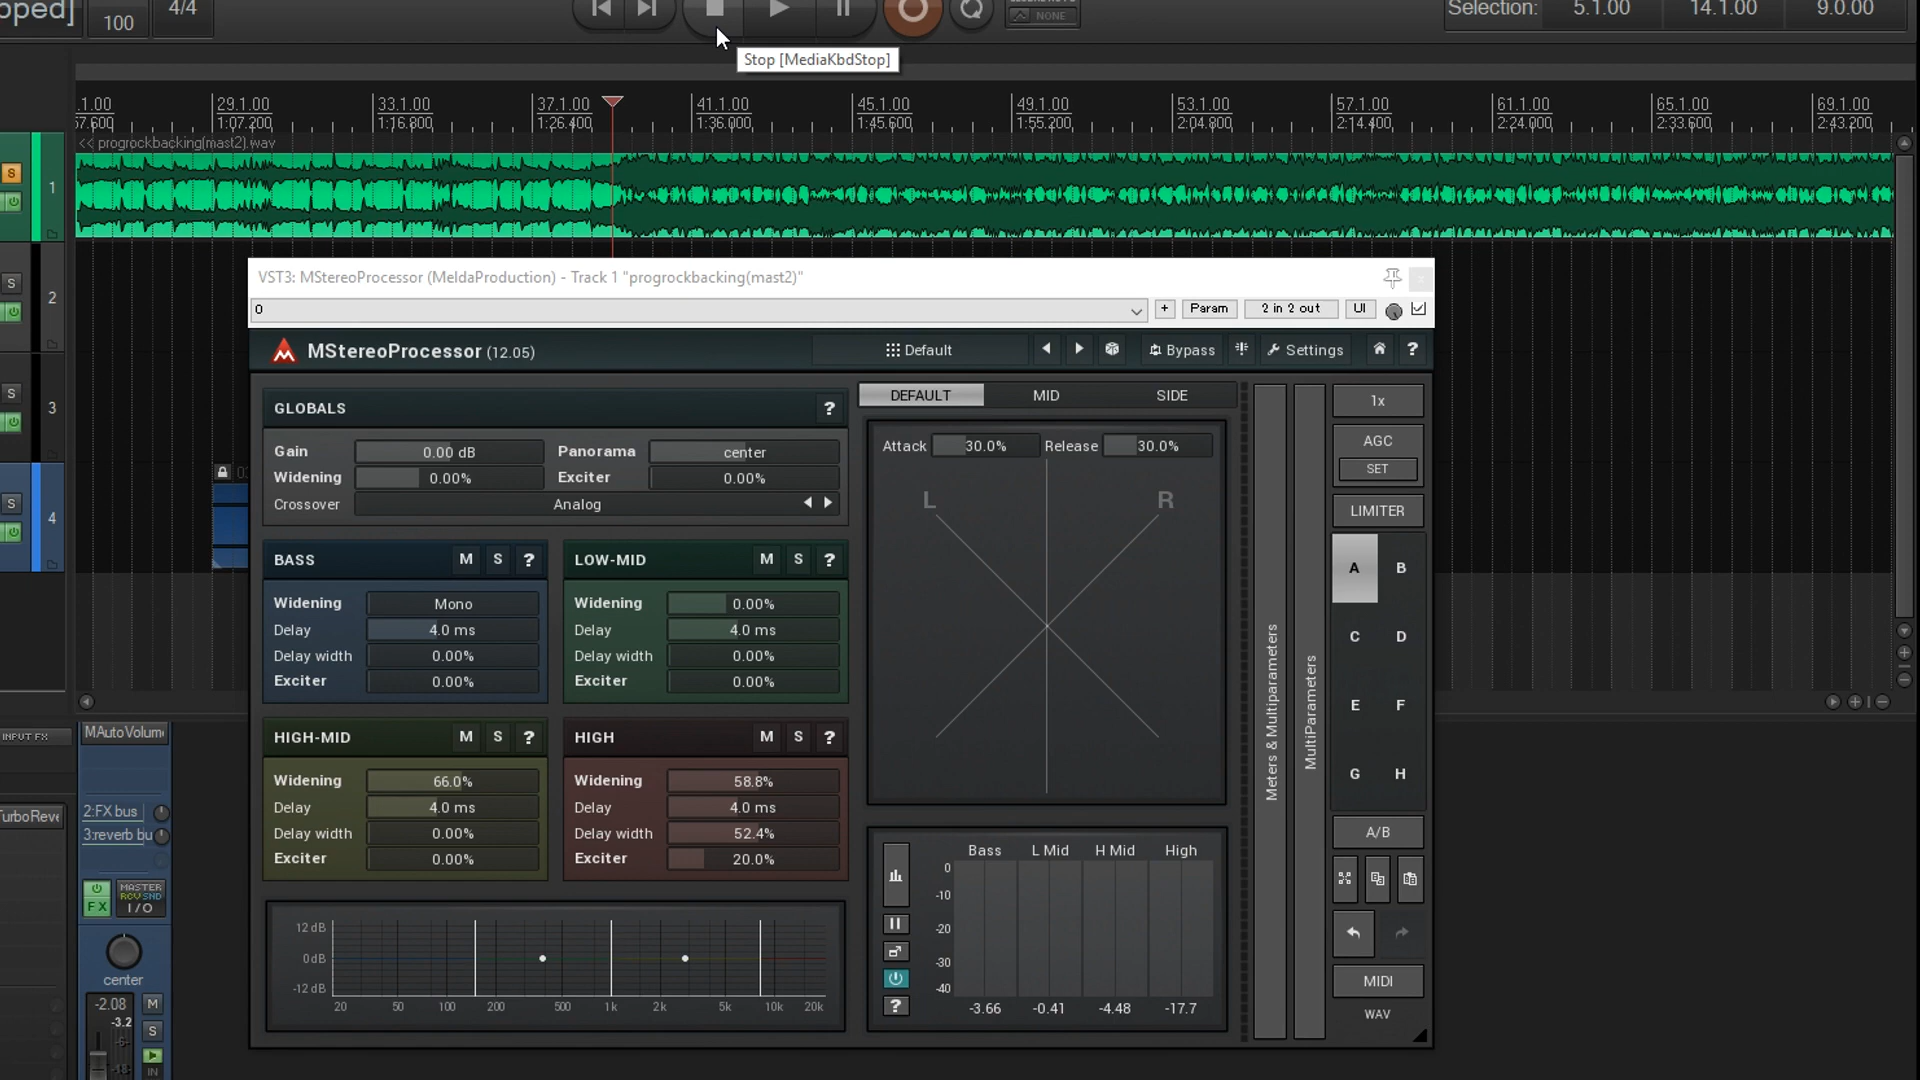 pped]
100
4/4
NONE
Selection: 5.1.00 14.1.00 9.0.00
Stop [MediaKbdStop]
.1.00 29.1.00 33.1.00 37.1.00 41.1.00 45.1.00 49.1.00 53.1.00 57.1.00 61.1.00 65.1.00 69.1.00
57.600 1:07.200 1:16.800 1:26.400 1:36.000 1:45.600 1:55.200 2:04.800 2:14.400 2:24.000 2:33.600 2:43.200
<< progrockbacking(mast2).wav
S 1
S 2
S 3
S 4
VST3: MStereoProcessor (MeldaProduction) - Track 1 "progrockbacking(mast2)"
0 + Param 2 in 2 out UI
MStereoProcessor (12.05) Default Bypass Settings ?
GLOBALS ?
Gain 0.00 dB Panorama center
Widening 0.00% Exciter 0.00%
Crossover Analog
BASS M S ?
Widening Mono
Delay 4.0 ms
Delay width 0.00%
Exciter 0.00%
LOW-MID M S ?
Widening 0.00%
Delay 4.0 ms
Delay width 0.00%
Exciter 0.00%
HIGH-MID M S ?
Widening 66.0%
Delay 4.0 ms
Delay width 0.00%
Exciter 0.00%
HIGH M S ?
Widening 58.8%
Delay 4.0 ms
Delay width 52.4%
Exciter 20.0%
12 dB
0 dB
-12 dB
20 50 100 200 500 1k 2k 5k 10k 20k
DEFAULT MID SIDE
Attack 30.0% Release 30.0%
L R
Bass L Mid H Mid High
0
-10
-20
-30
-40
?
-3.66 -0.41 -4.48 -17.7
Meters & Multiparameters
MultiParameters
1x
AGC
SET
LIMITER
A B
C D
E F
G H
A/B
MIDI
WAV
INPUT FX
MAutoVolum
TurboReve
2:FX bus
3:reverb bu
FX
MASTER
RCV SND
I/O
center
-2.08 M
-3.2
S
-6-
-18-
IN